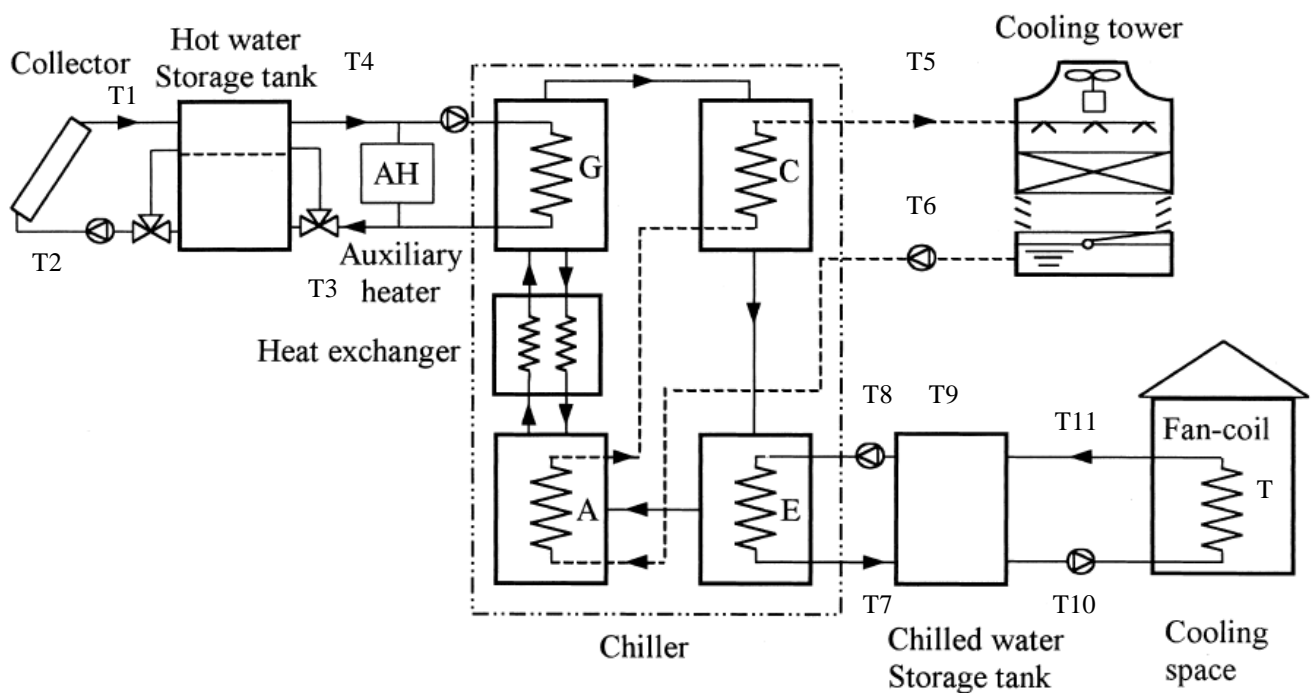 Cooling tower
Hot water
Storage tank
Collector
T1
T4
T5
AH
G
C
T2
T3
T6
Auxiliary
heater
Heat exchanger
T8
T9
T11
Fan-coil
T
A
E
T7
T10
Chiller
Chilled water
Storage tank
Cooling
space